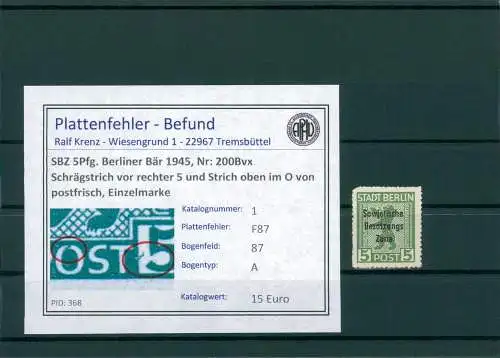 Plattenfehler - Befund
Ralf Krenz - Wiesengrund 1 - 22967 Tremsbüttel
APHV
SBZ 5Pfg. Berliner Bär 1945, Nr: 200Bvx
Schrägstrich vor rechter 5 und Strich oben im O von
postfrisch, Einzelmarke
Katalognummer: 1
Plattenfehler: F87
Bogenfeld: 87
Bogentyp: A
Katalogwert: 15 Euro
OST 5
PID: 368
STADT BERLIN
Sowjetische
Besatzungs
Zone
5 POST 5